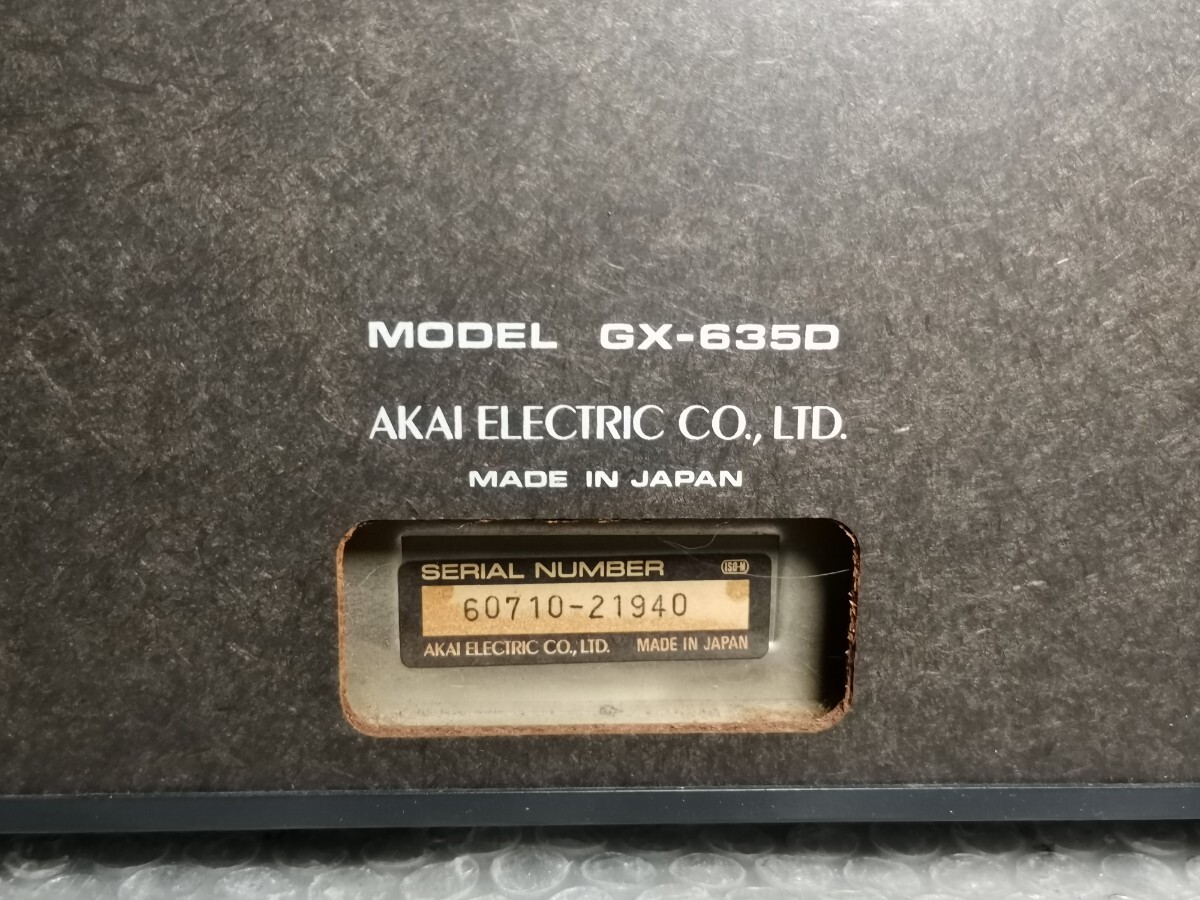 MODEL GX-635D
AKAI ELECTRIC CO., LTD.
MADE IN JAPAN
SERIAL NUMBER ISO-M
60710-21940
AKAI ELECTRIC CO., LTD. MADE IN JAPAN